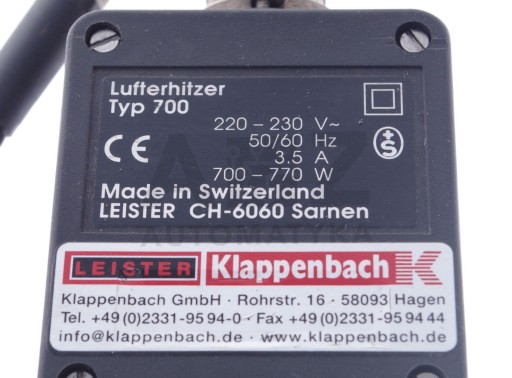 Lufterhitzer
Typ 700
220 – 230 V~
50/60 Hz
3.5 A
700 – 770 W
CE
S
Made in Switzerland
LEISTER CH-6060 Sarnen
AUTOMATYKA
LEISTER Klappenbach K
Klappenbach GmbH · Rohrstr. 16 · 58093 Hagen
Tel. +49 (0)2331-95 94-0 · Fax +49 (0)2331-95 94 44
info@klappenbach.de · www.klappenbach.de